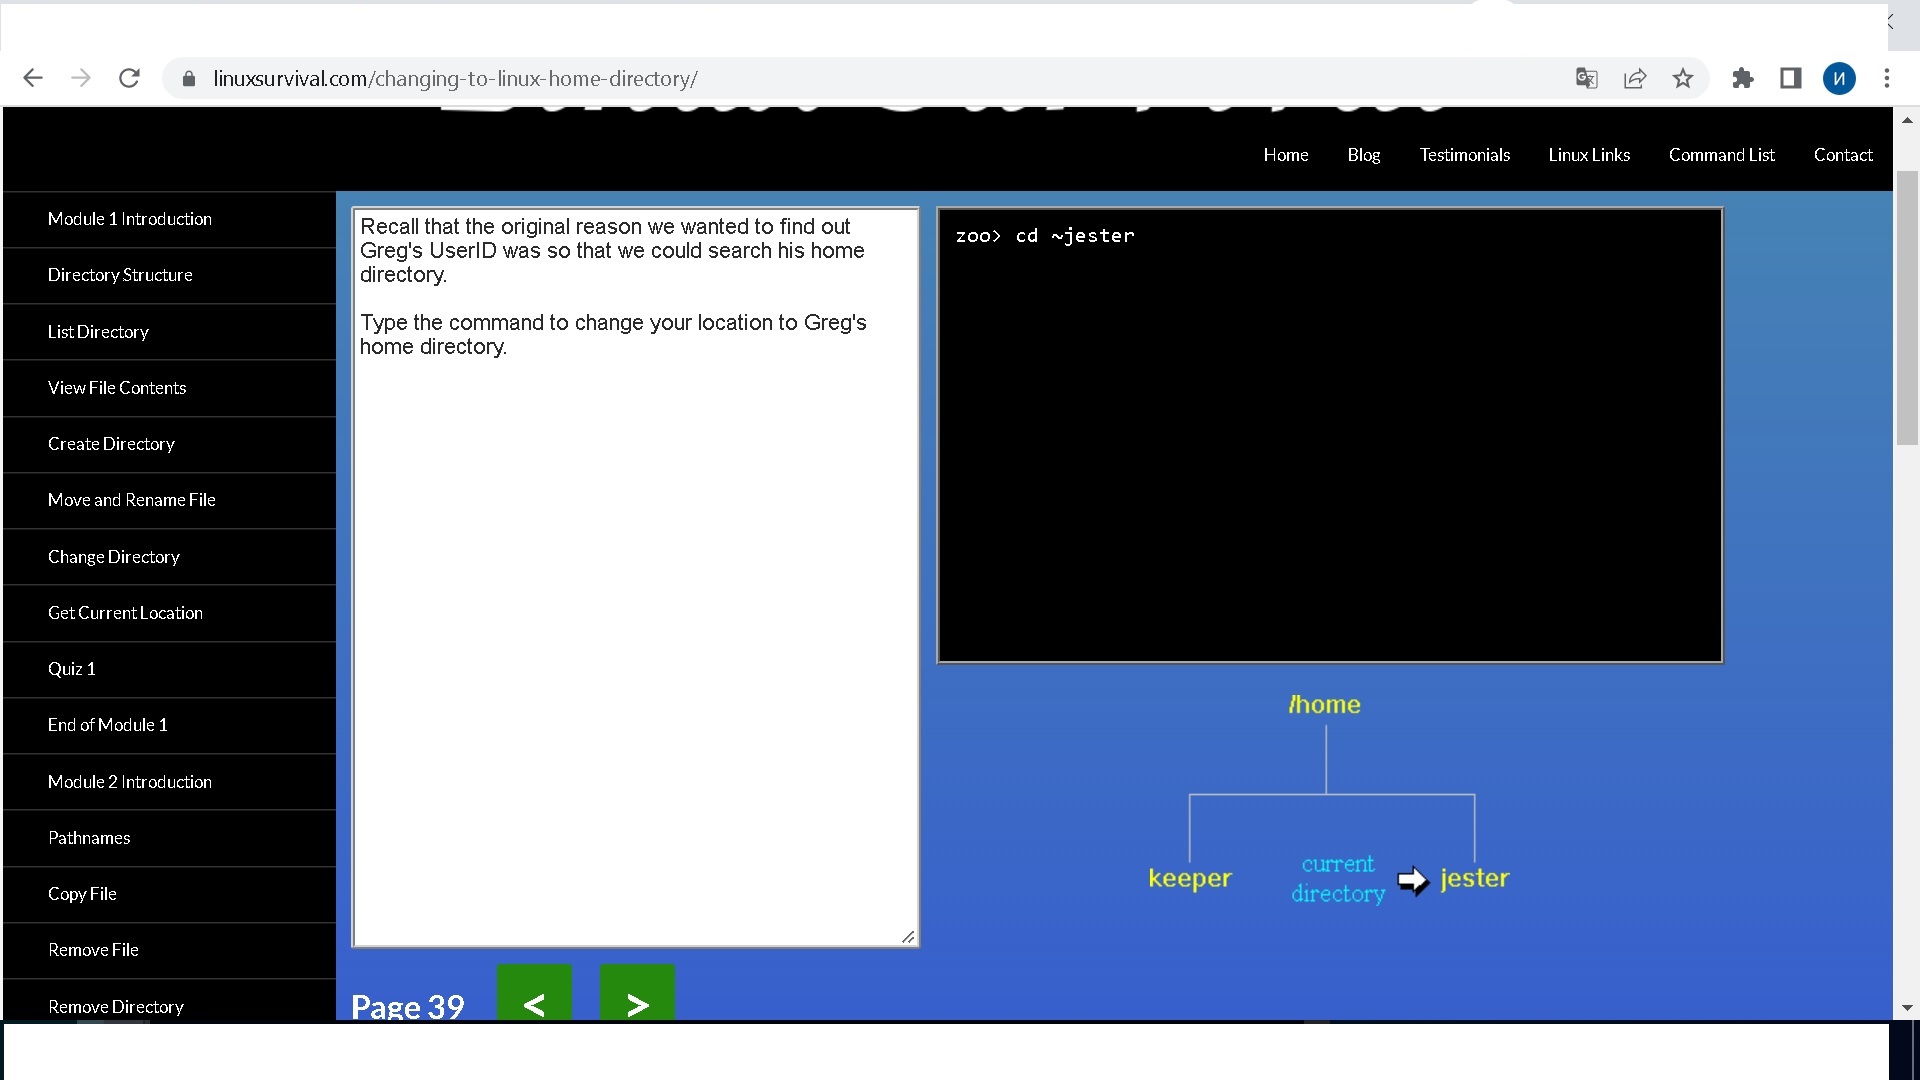 linuxsurvival.com/changing-to-linux-home-directory/
И
Home Blog Testimonials Linux Links Command List Contact
Module 1 Introduction
Directory Structure
List Directory
View File Contents
Create Directory
Move and Rename File
Change Directory
Get Current Location
Quiz 1
End of Module 1
Module 2 Introduction
Pathnames
Copy File
Remove File
Remove Directory
Recall that the original reason we wanted to find out
Greg's UserID was so that we could search his home
directory.
Type the command to change your location to Greg's
home directory.
Page 39 < >
zoo> cd ~jester
/home
keeper
current
directory
jester